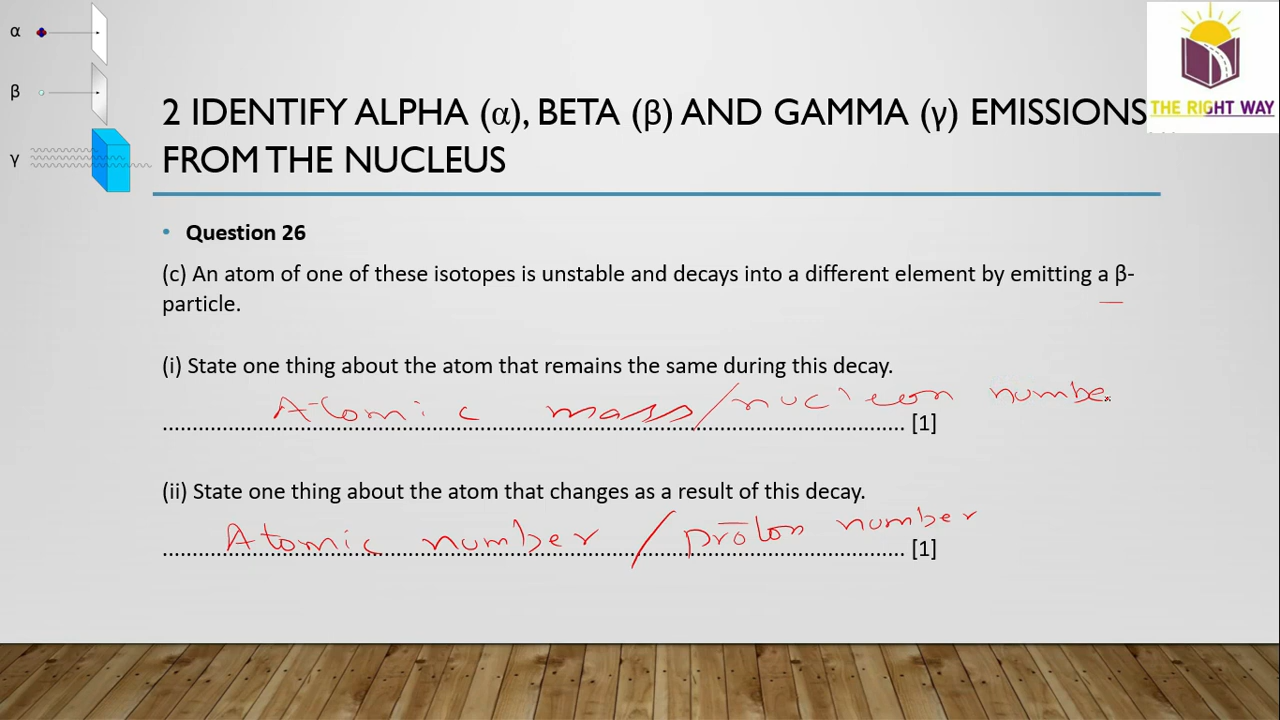 α
β
γ
THE RIGHT WAY
2 IDENTIFY ALPHA (α), BETA (β) AND GAMMA (γ) EMISSIONS
FROM THE NUCLEUS
• Question 26
(c) An atom of one of these isotopes is unstable and decays into a different element by emitting a β-
particle.
(i) State one thing about the atom that remains the same during this decay.
Atomic mass/nucleon numbe
................................................................................................................ [1]
(ii) State one thing about the atom that changes as a result of this decay.
Atomic number / proton number
................................................................................................................ [1]